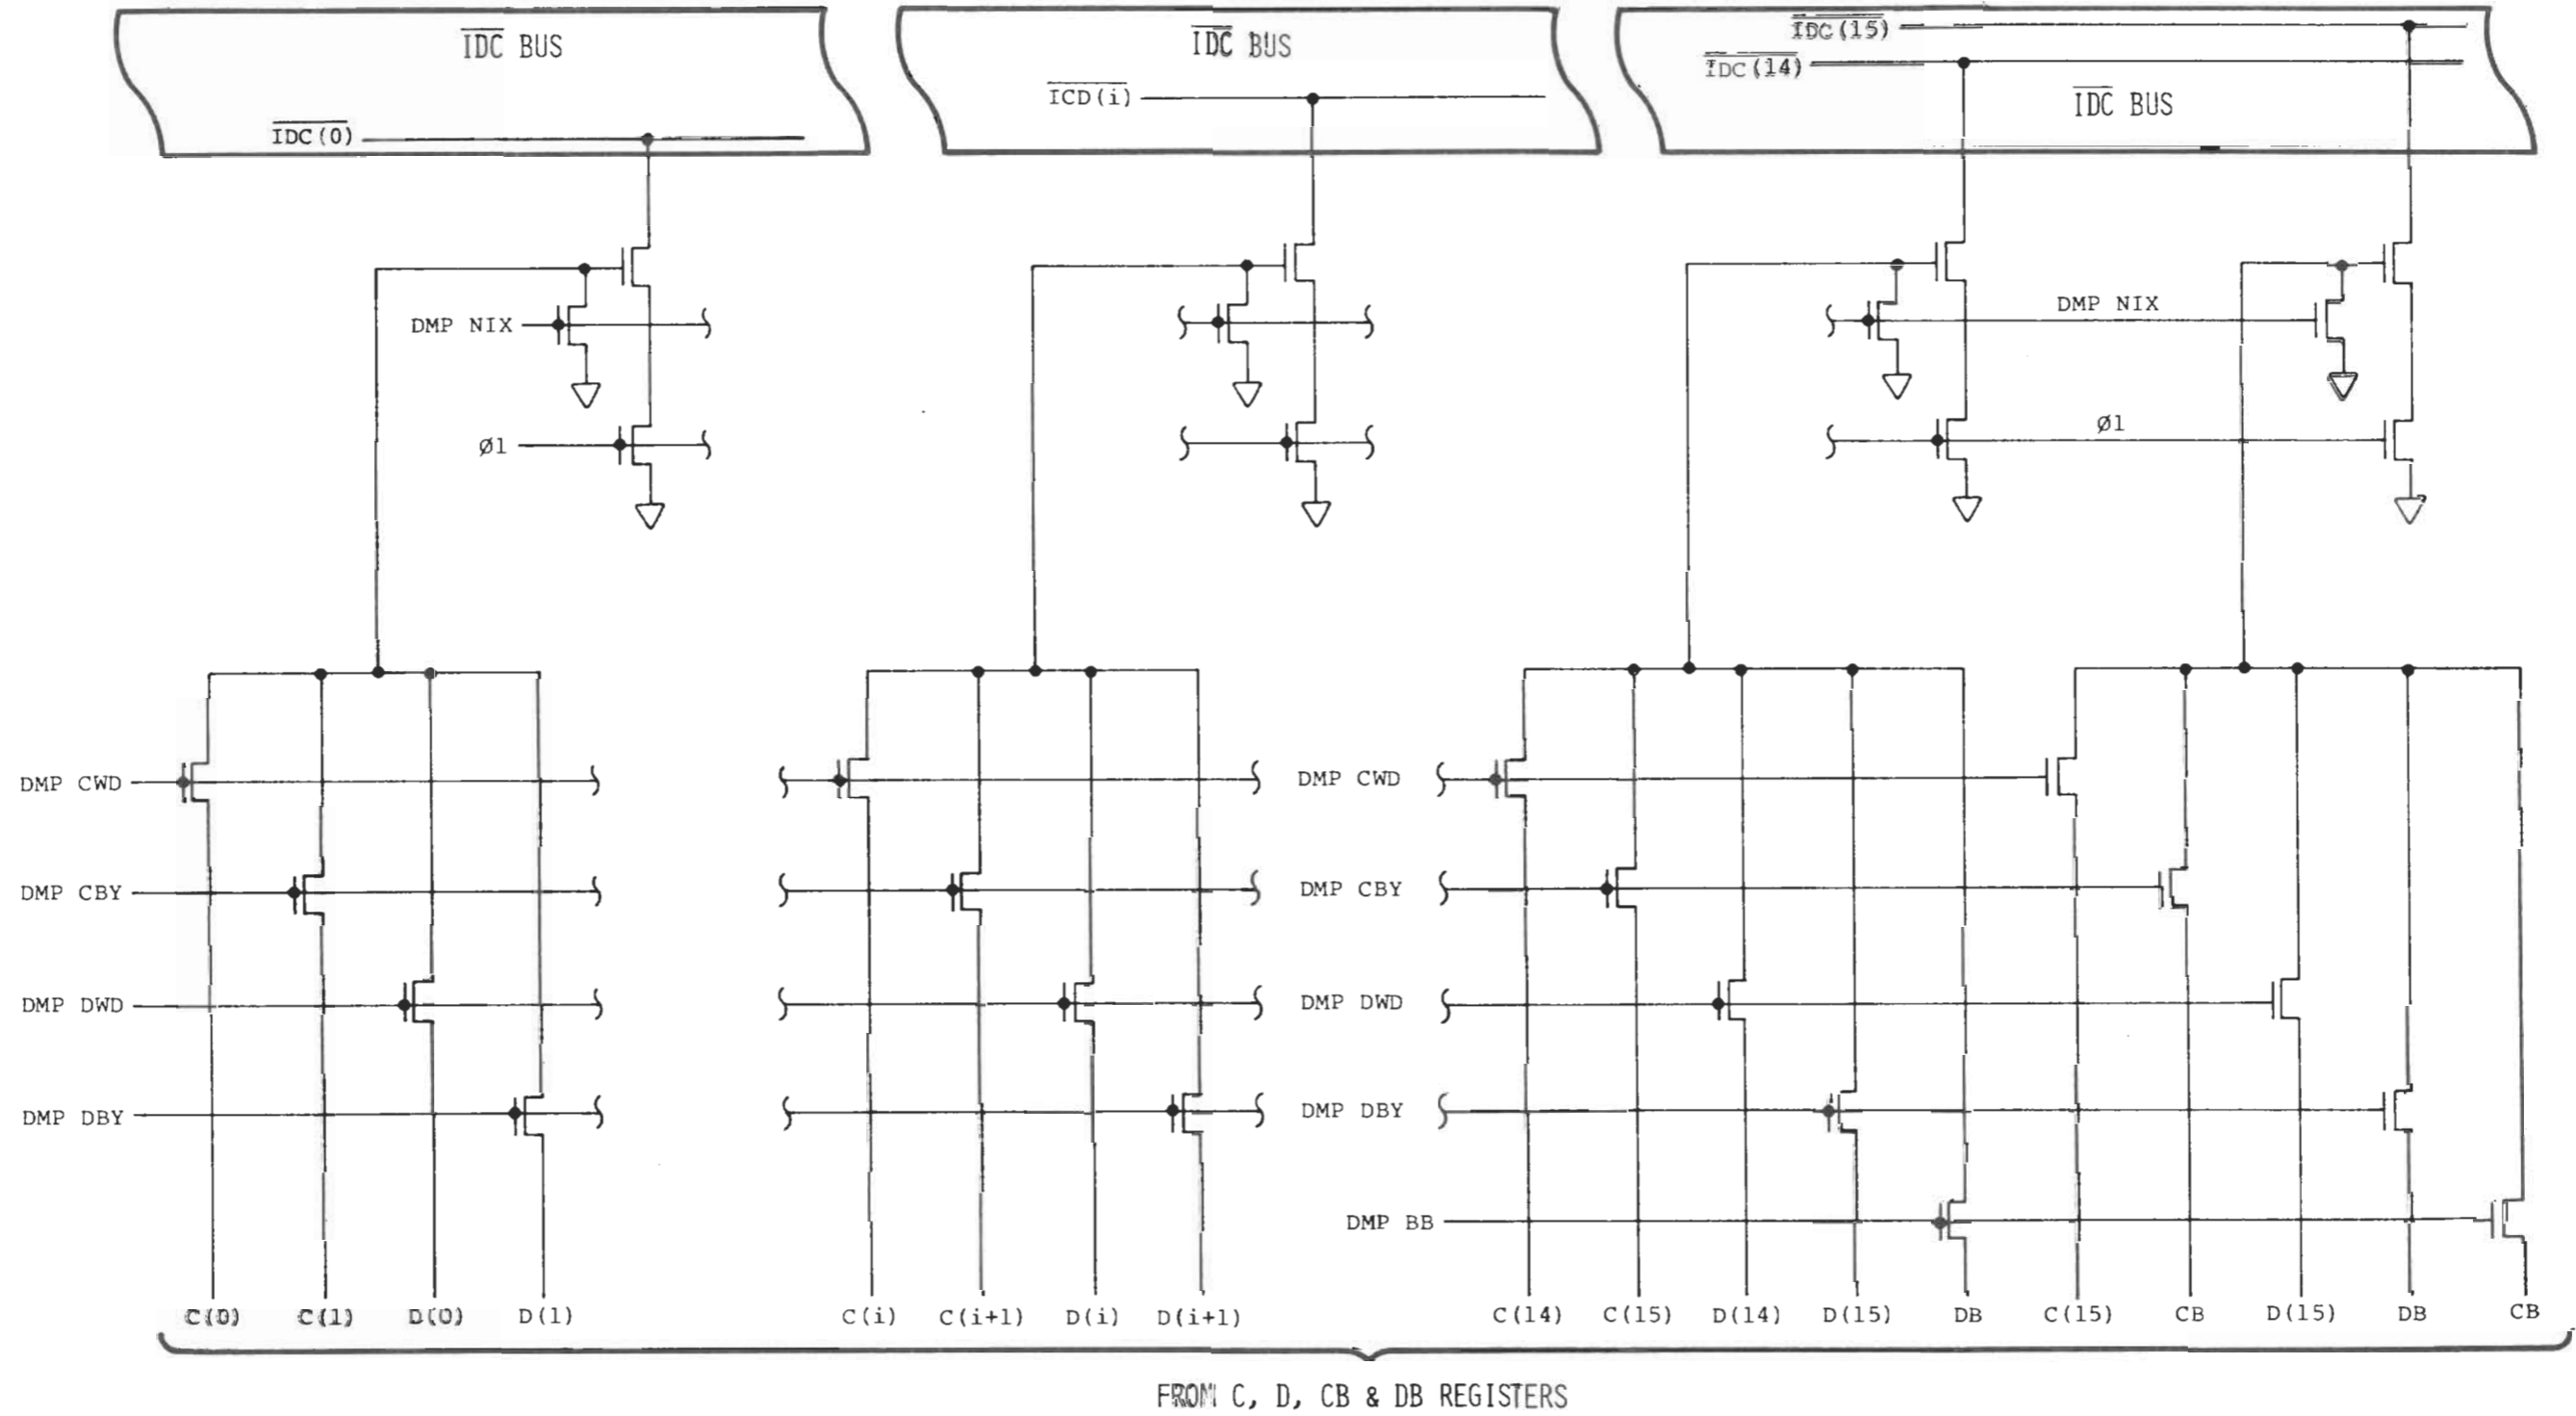 IDC BUS
IDC(0)
DMP NIX
Ø1
IDC BUS
ICD(i)
IDC(15)
IDC(14)
IDC BUS
DMP NIX
Ø1
DMP CWD
DMP CBY
DMP DWD
DMP DBY
DMP CWD
DMP CBY
DMP DWD
DMP DBY
DMP BB
C(0) C(1) D(0) D(1) C(i) C(i+1) D(i) D(i+1) C(14) C(15) D(14) D(15) DB C(15) CB D(15) DB CB
FROM C, D, CB & DB REGISTERS